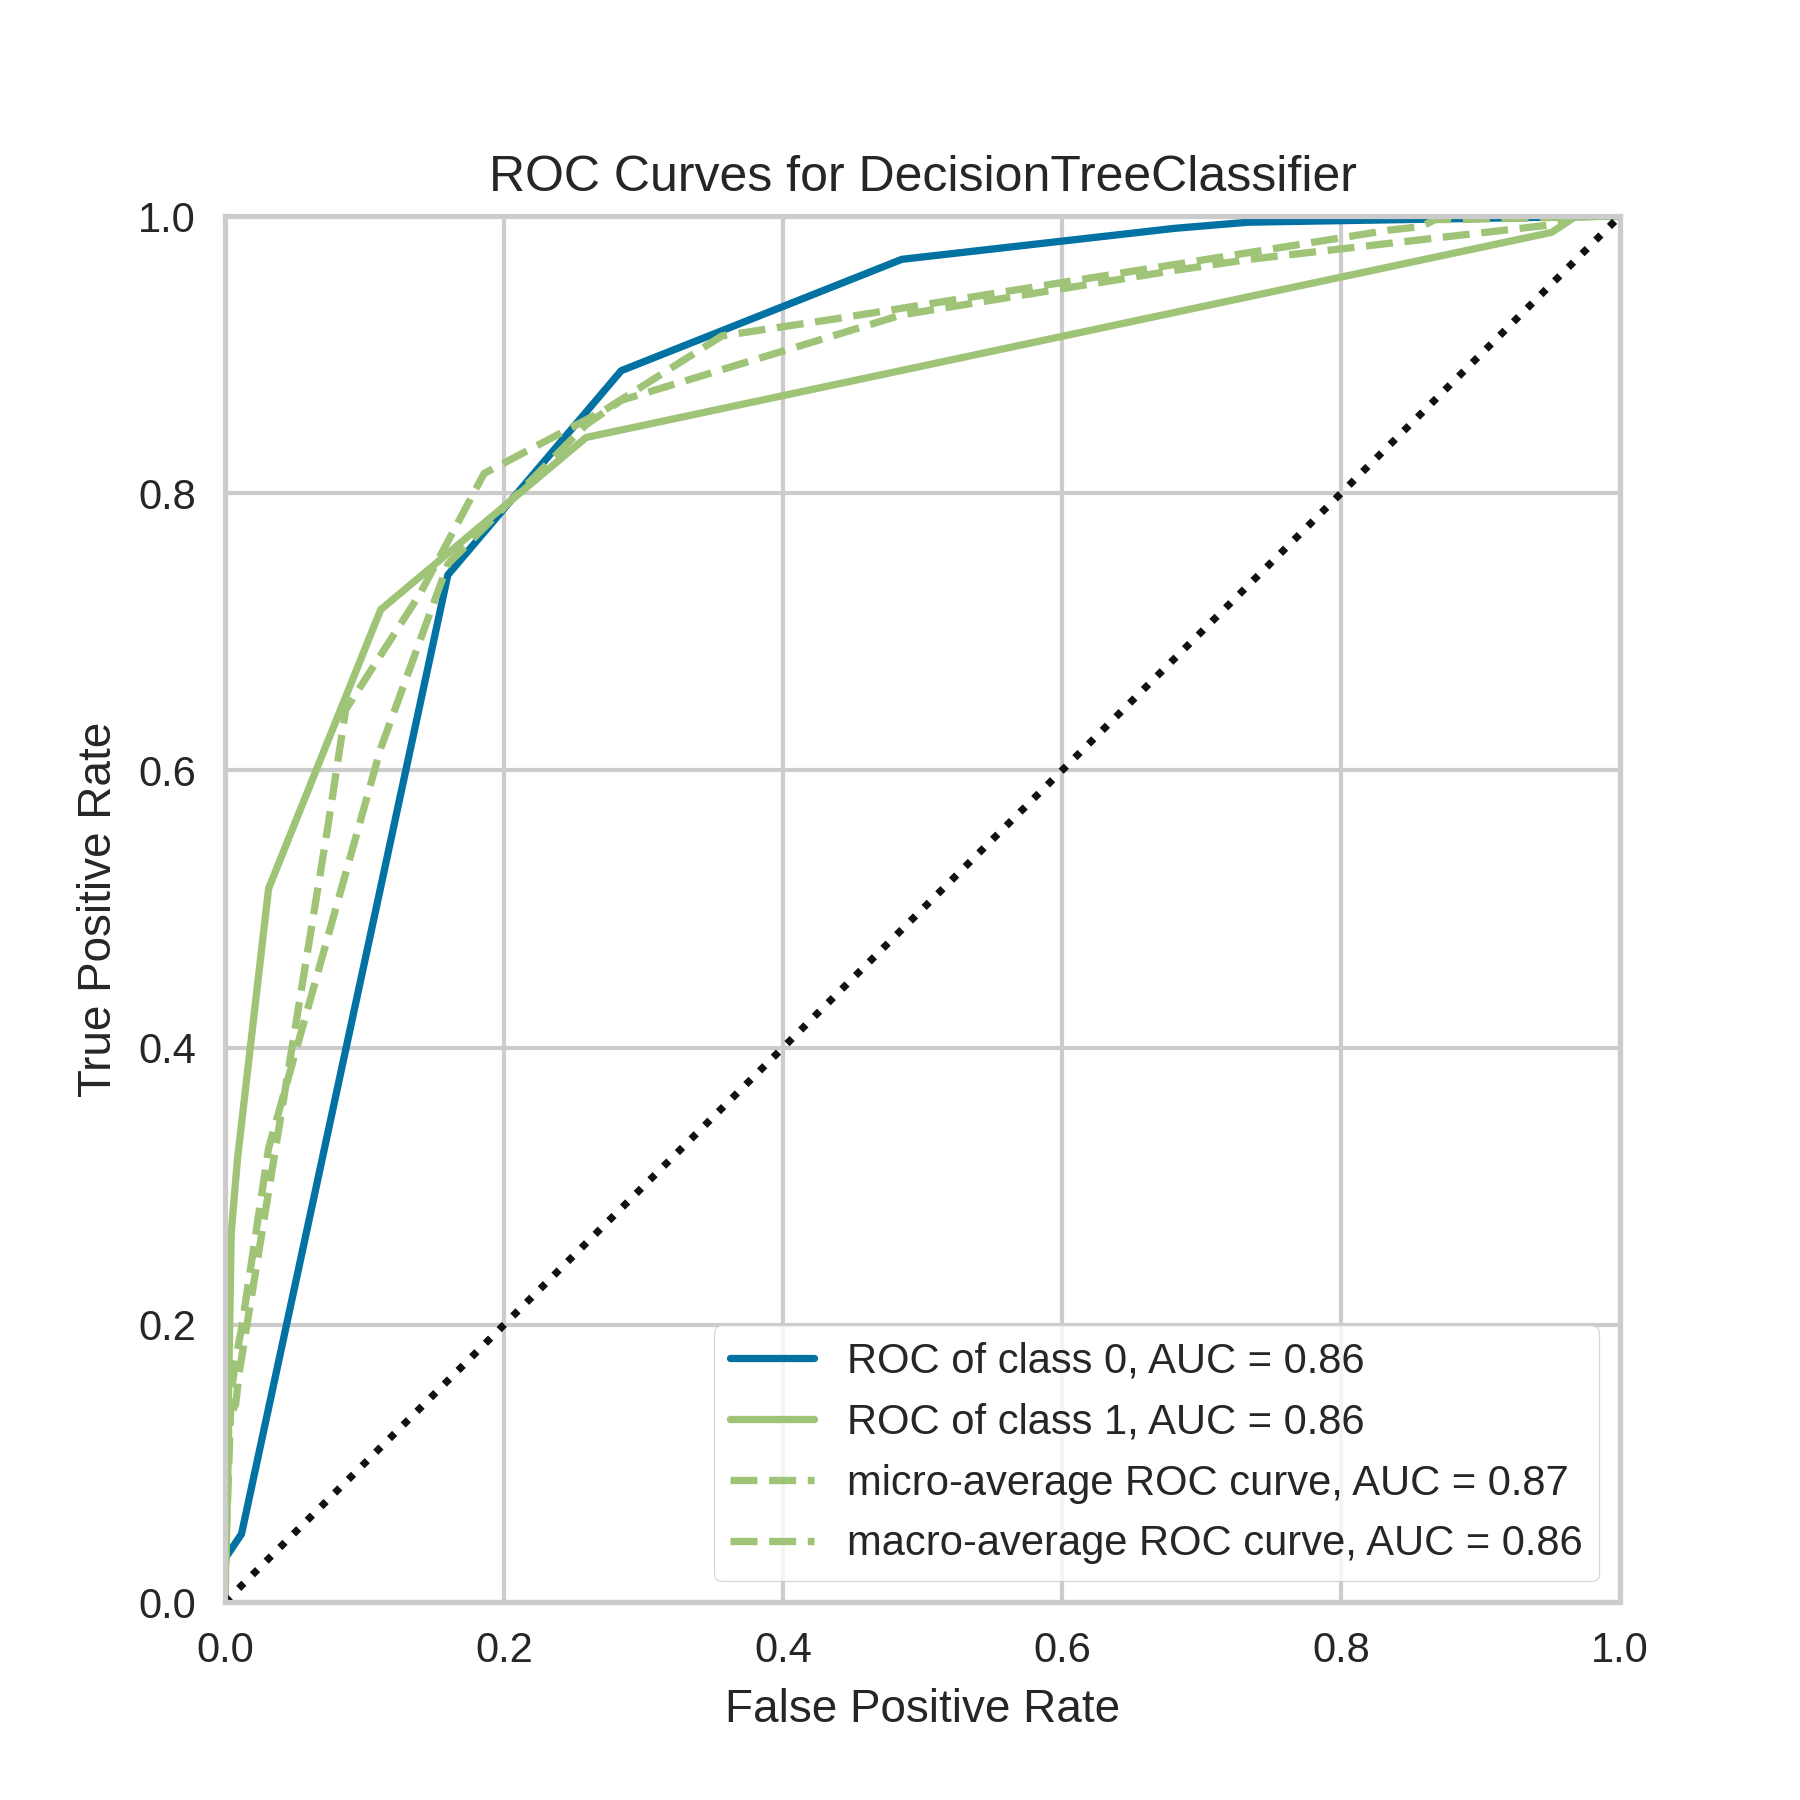 ROC Curves for DecisionTreeClassifier
1.0
0.8
0.6
0.4
0.2
0.0
True Positive Rate
ROC of class 0, AUC = 0.86
ROC of class 1, AUC = 0.86
micro-average ROC curve, AUC = 0.87
macro-average ROC curve, AUC = 0.86
0.0 0.2 0.4 0.6 0.8 1.0
False Positive Rate